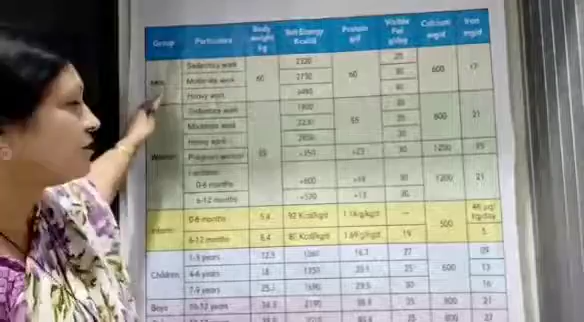 Group Particulars Body weight kg Net Energy Kcal/d Protein g/d Visible Fat g/day Calcium mg/d Iron mg/d
Sedentary work 2320 25
Men Moderate work 60 2730 30 60 600 17
Heavy work 3490
Sedentary work 1900
Moderate work 2230 55 600 21
Heavy work 2850
Women Pregnant woman 55 +350 +23 30 1200 35
Lactation
0-6 months +600 +19 30 1200 21
6-12 months +520 +13 30
Infants 0-6 months 5.4 92 Kcal/kg/d 1.16 g/kg/d — 500 46 µg/kg/day
6-12 months 8.4 80 Kcal/kg/d 1.69 g/kg/d 19 5
1-3 years 12.9 1060 16.7 27 09
Children 4-6 years 18 1350 20.1 25 600 13
7-9 years 25.1 1690 29.5 30 16
Boys 10-12 years 34.3 2190 39.9 35 800 21